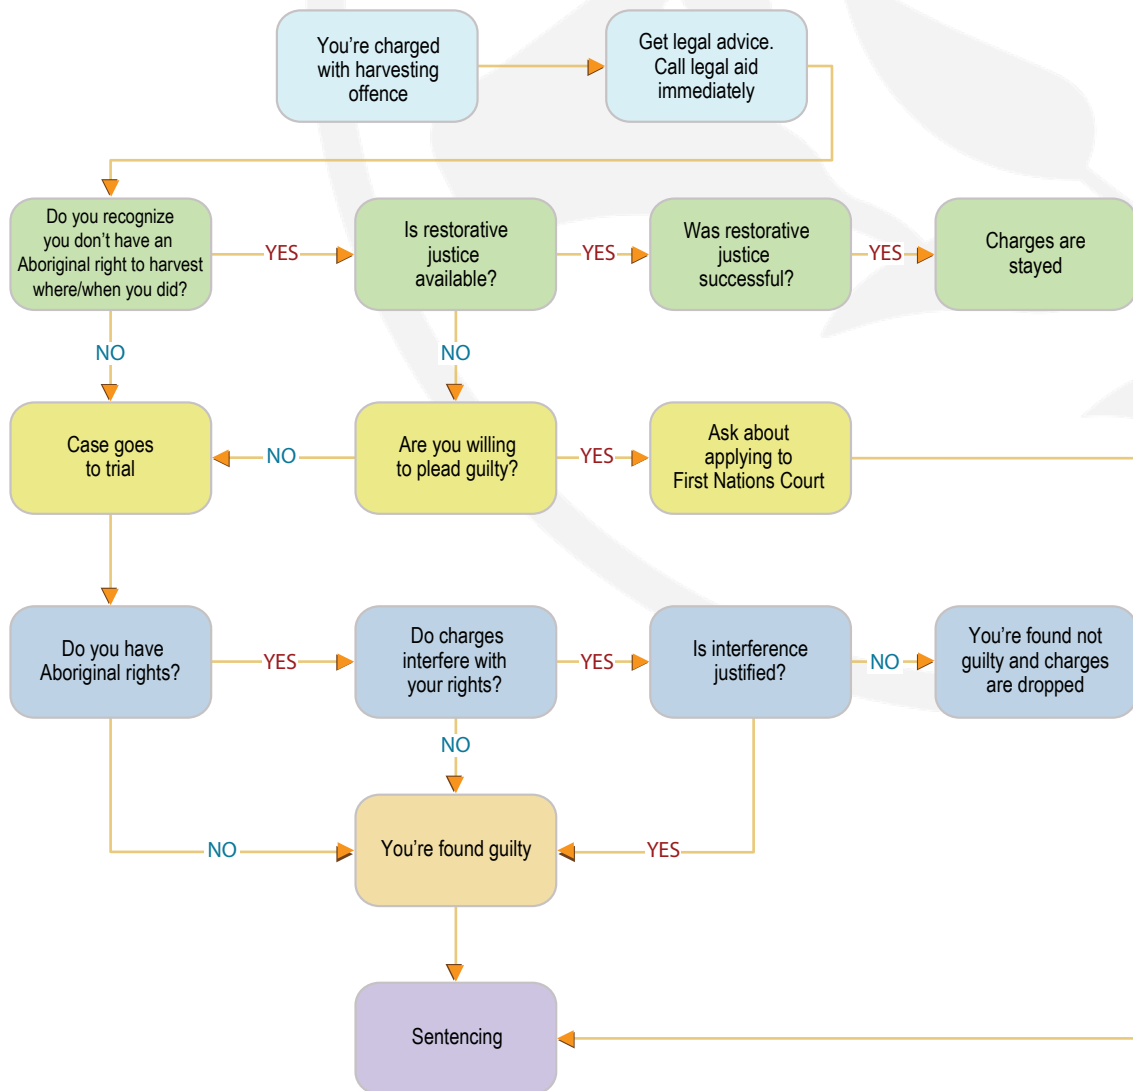 You're charged
with harvesting
offence
Get legal advice.
Call legal aid
immediately
Do you recognize
you don't have an
Aboriginal right to harvest
where/when you did?
YES
Is restorative
justice
available?
YES
Was restorative
justice
successful?
YES
Charges are
stayed
NO
NO
Case goes
to trial
NO
Are you willing
to plead guilty?
YES
Ask about
applying to
First Nations Court
Do you have
Aboriginal rights?
YES
Do charges
interfere with
your rights?
YES
Is interference
justified?
NO
You're found not
guilty and charges
are dropped
NO
NO
You're found guilty
YES
Sentencing